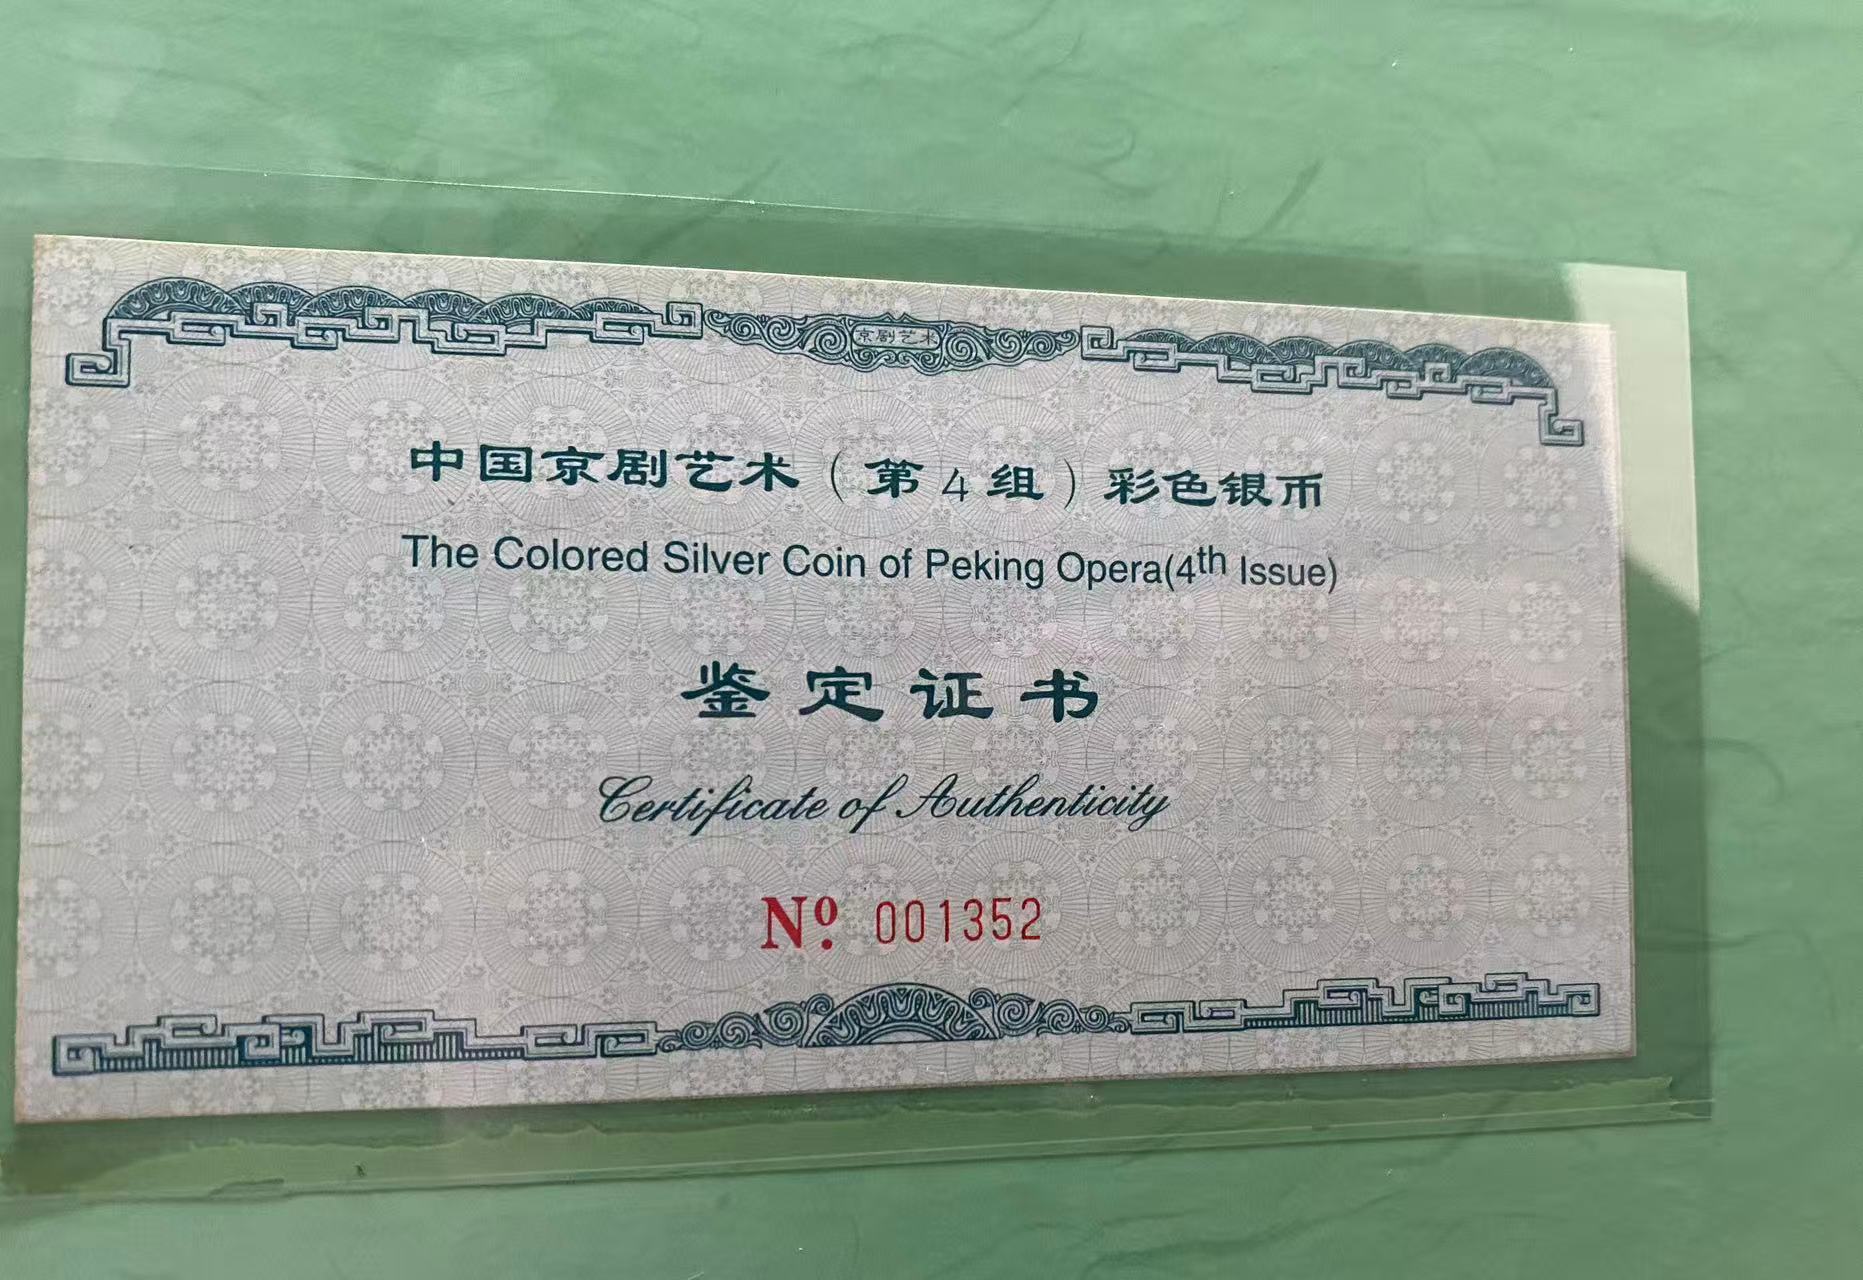 京剧艺术
中国京剧艺术（第4组）彩色银币
The Colored Silver Coin of Peking Opera(4th Issue)
鉴定证书
Certificate of Authenticity
Nº. 001352